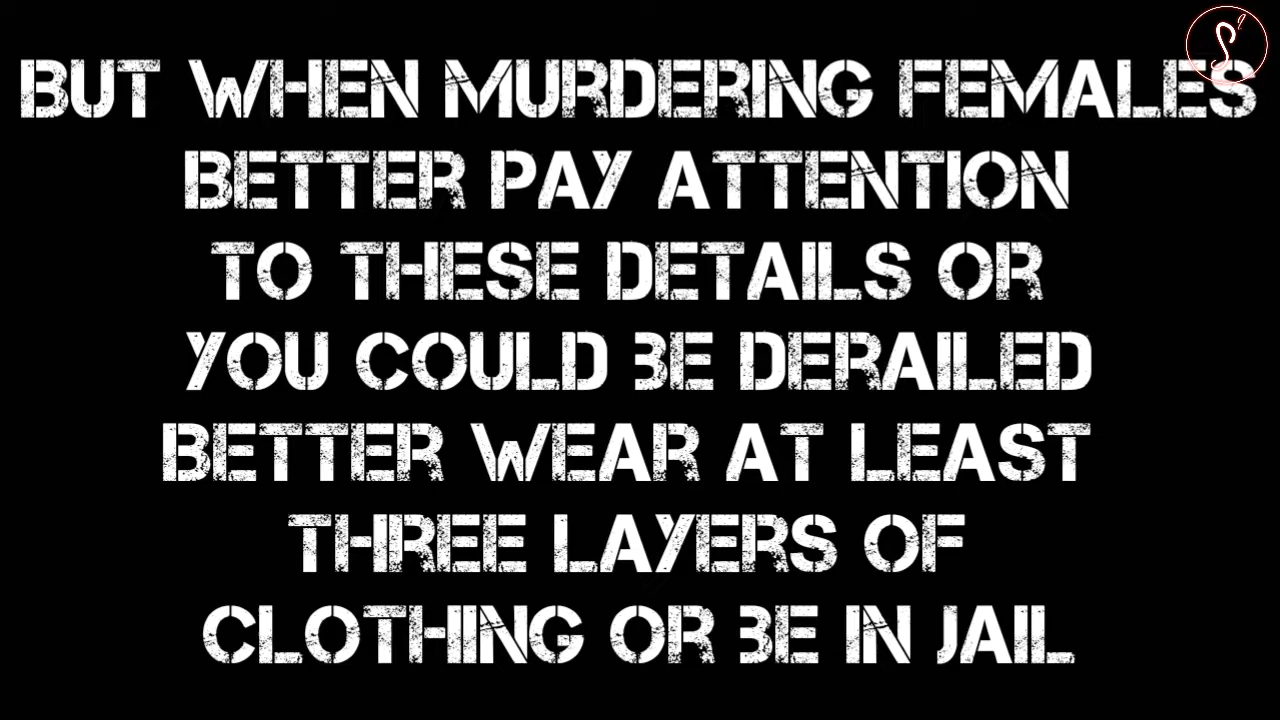 BUT WHEN MURDERING FEMALES
BETTER PAY ATTENTION
TO THESE DETAILS OR
YOU COULD BE DERAILED
BETTER WEAR AT LEAST
THREE LAYERS OF
CLOTHING OR BE IN JAIL